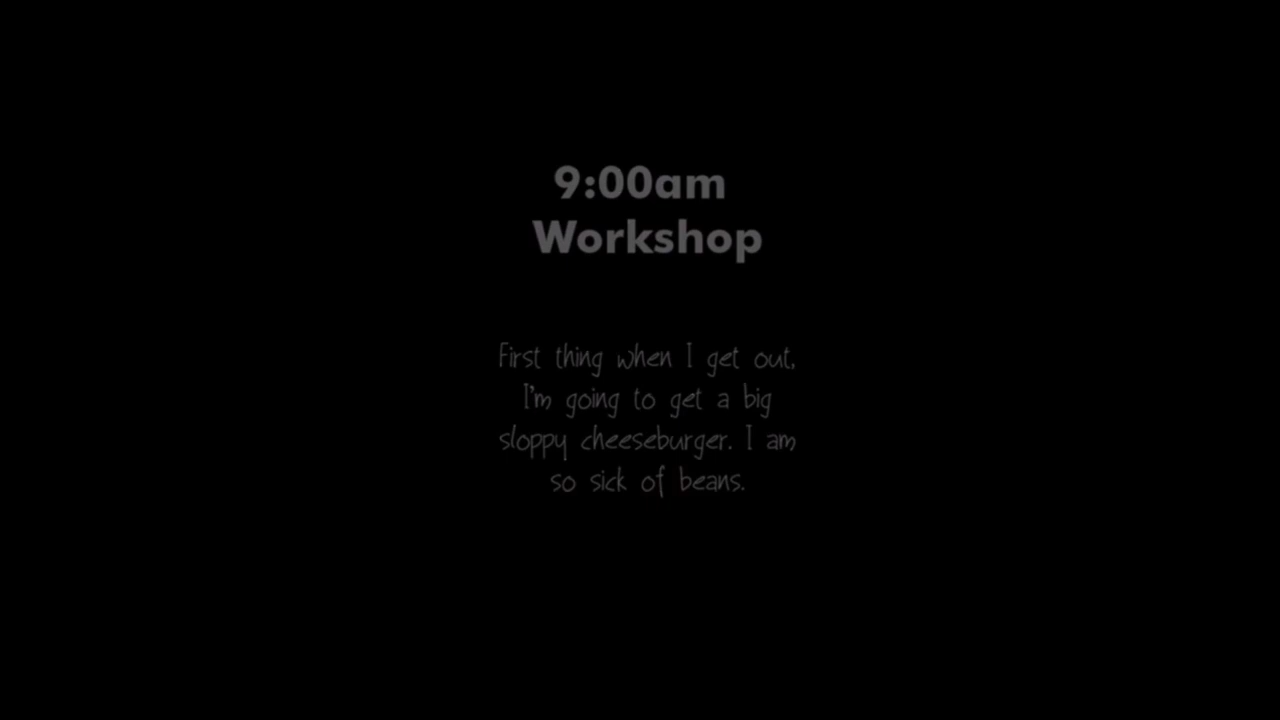 9:00am
Workshop
First thing when I get out,
I'm going to get a big
sloppy cheeseburger. I am
so sick of beans.